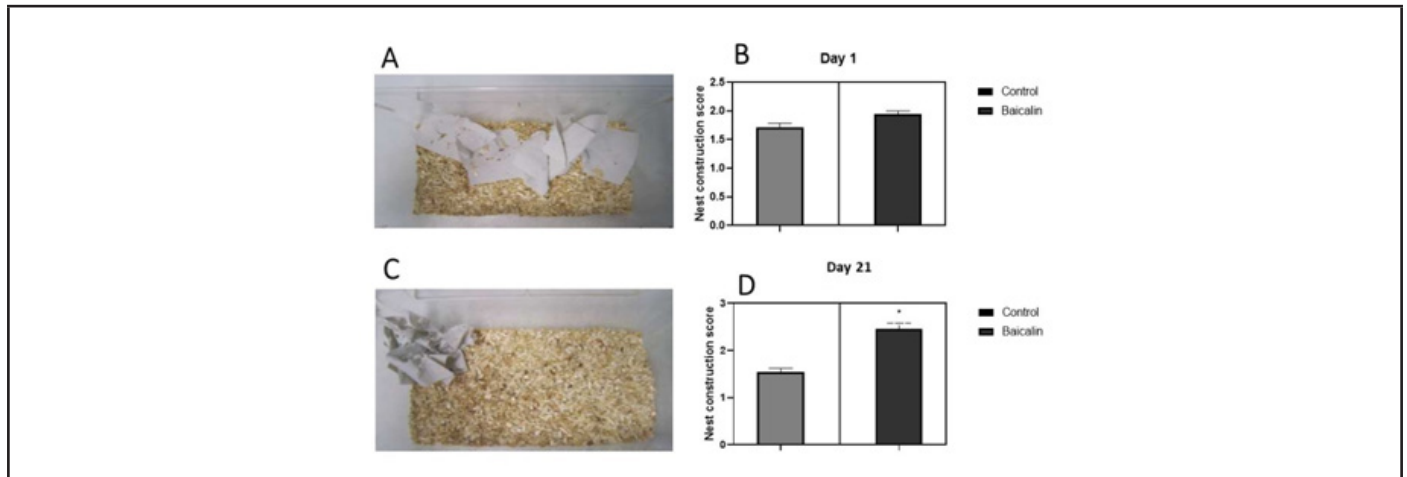 A
B
Day 1
Nest construction score
2.5
2.0
1.5
1.0
0.5
0.0
Control
Baicalin
C
D
Day 21
Nest construction score
3
2
1
0
*
Control
Baicalin